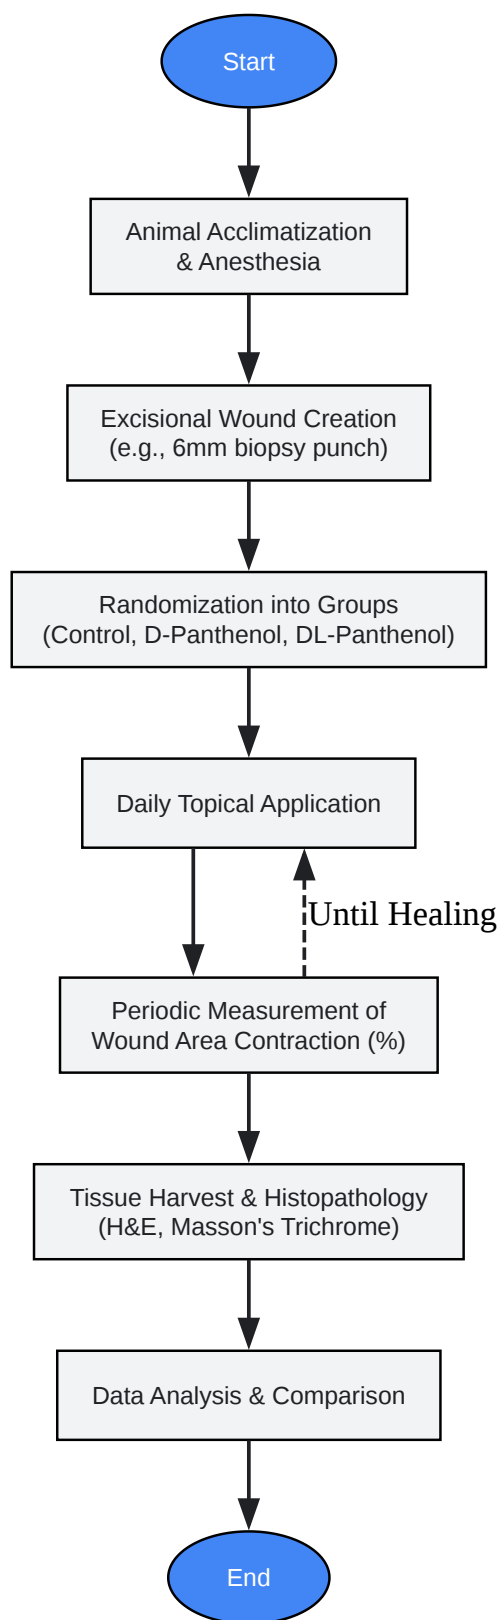 Start
Animal Acclimatization
& Anesthesia
Excisional Wound Creation
(e.g., 6mm biopsy punch)
Randomization into Groups
(Control, D-Panthenol, DL-Panthenol)
Daily Topical Application
Until Healing
Periodic Measurement of
Wound Area Contraction (%)
Tissue Harvest & Histopathology
(H&E, Masson's Trichrome)
Data Analysis & Comparison
End